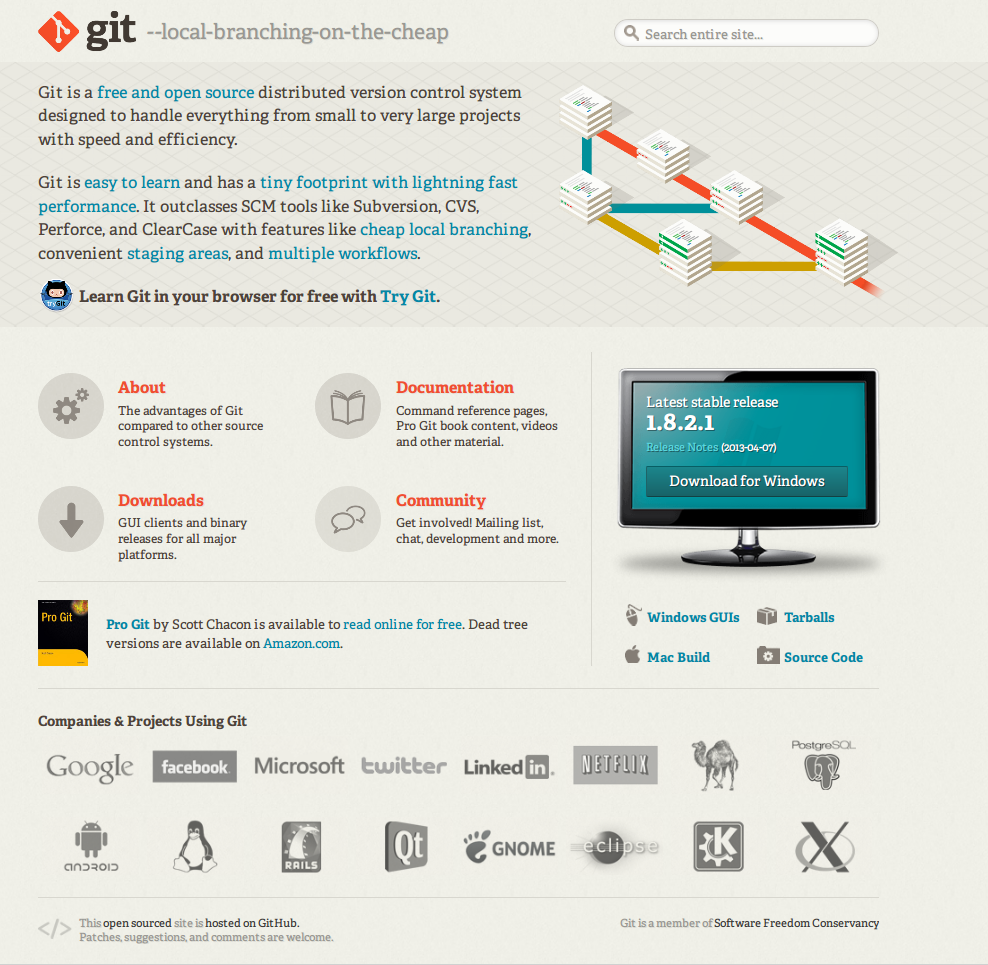 git --local-branching-on-the-cheap
Search entire site...
Git is a free and open source distributed version control system
designed to handle everything from small to very large projects
with speed and efficiency.
Git is easy to learn and has a tiny footprint with lightning fast
performance. It outclasses SCM tools like Subversion, CVS,
Perforce, and ClearCase with features like cheap local branching,
convenient staging areas, and multiple workflows.
tryGit
Learn Git in your browser for free with Try Git.
About
The advantages of Git
compared to other source
control systems.
Documentation
Command reference pages,
Pro Git book content, videos
and other material.
Downloads
GUI clients and binary
releases for all major
platforms.
Community
Get involved! Mailing list,
chat, development and more.
Pro Git
Pro Git by Scott Chacon is available to read online for free. Dead tree
versions are available on Amazon.com.
Latest stable release
1.8.2.1
Release Notes (2013-04-07)
Download for Windows
Windows GUIs
Tarballs
Mac Build
Source Code
Companies & Projects Using Git
Google facebook Microsoft twitter Linked in NETFLIX PostgreSQL
ANDROID RAILS Qt GNOME eclipse K X
</> This open sourced site is hosted on GitHub.
Patches, suggestions, and comments are welcome.
Git is a member of Software Freedom Conservancy